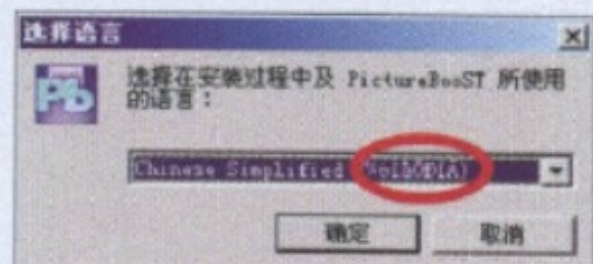 选择语言
Pb
选择在安装过程中及 PictureBooST 所使用
的语言：
Chinese Simplified
确定
取消